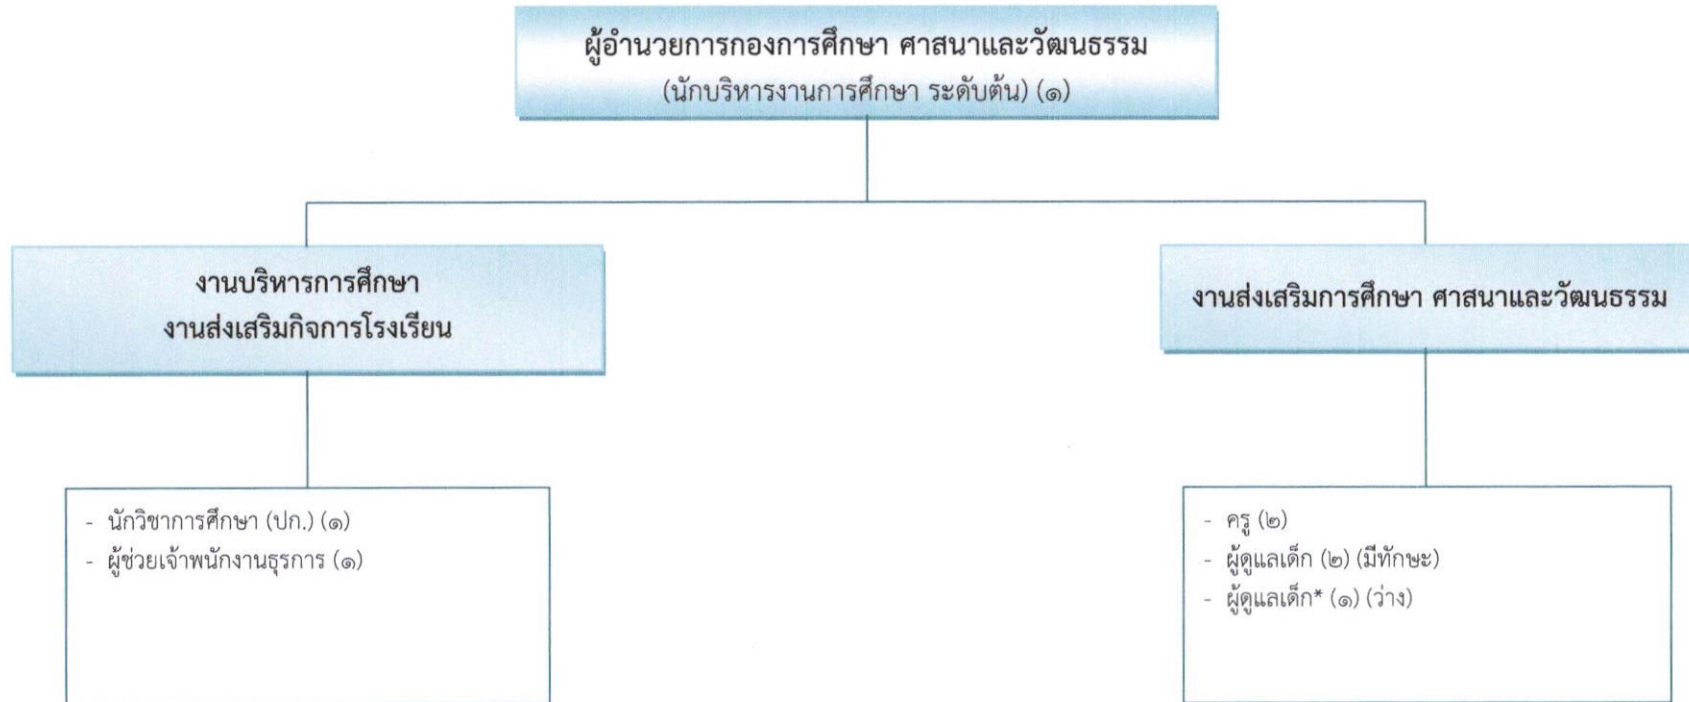 ผู้อำนวยการกองการศึกษา ศาสนาและวัฒนธรรม
(นักบริหารงานการศึกษา ระดับต้น) (๑)
งานบริหารการศึกษา
งานส่งเสริมกิจการโรงเรียน
- นักวิชาการศึกษา (ปก.) (๑)
- ผู้ช่วยเจ้าพนักงานธุรการ (๑)
งานส่งเสริมการศึกษา ศาสนาและวัฒนธรรม
- ครู (๒)
- ผู้ดูแลเด็ก (๒) (มีทักษะ)
- ผู้ดูแลเด็ก* (๑) (ว่าง)